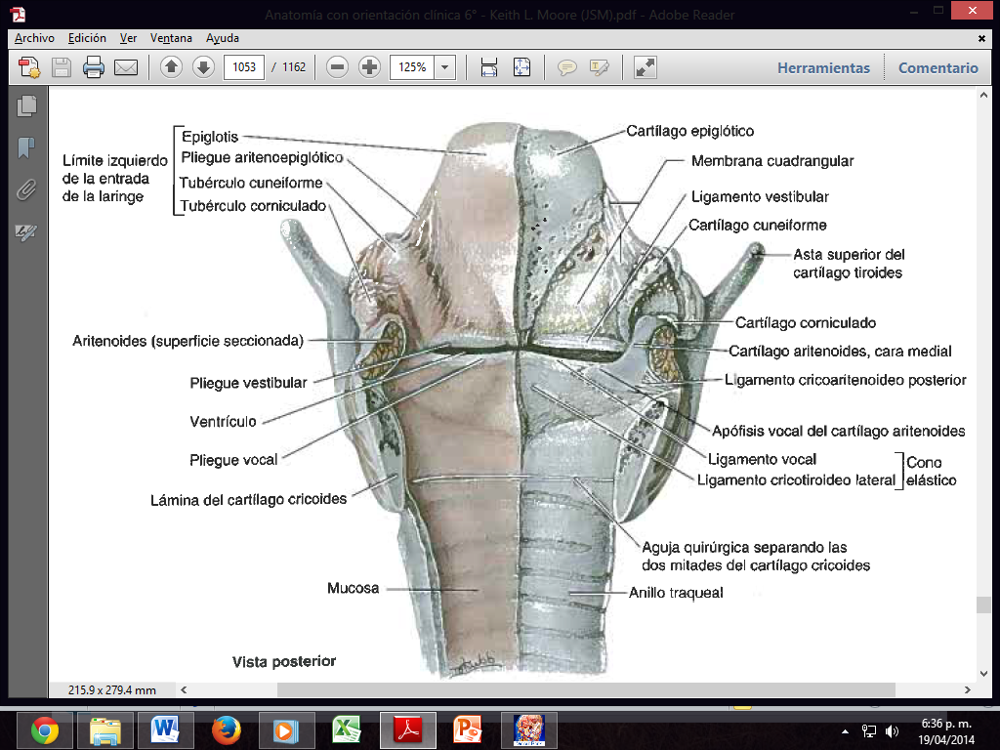 Anatomía con orientación clínica 6° - Keith L. Moore (JSM).pdf - Adobe Reader
Archivo Edición Ver Ventana Ayuda
1053 / 1162 125% Herramientas Comentario
Límite izquierdo
de la entrada
de la laringe
Epiglotis
Pliegue aritenoepiglótico
Tubérculo cuneiforme
Tubérculo corniculado
Aritenoides (superficie seccionada)
Pliegue vestibular
Ventrículo
Pliegue vocal
Lámina del cartílago cricoides
Mucosa
Vista posterior
Cartílago epiglótico
Membrana cuadrangular
Ligamento vestibular
Cartílago cuneiforme
Asta superior del
cartílago tiroides
Cartílago corniculado
Cartílago aritenoides, cara medial
Ligamento cricoaritenoideo posterior
Apófisis vocal del cartílago aritenoides
Ligamento vocal
Ligamento cricotiroideo lateral
Cono
elástico
Aguja quirúrgica separando las
dos mitades del cartílago cricoides
Anillo traqueal
215.9 x 279.4 mm
6:36 p. m.
19/04/2014